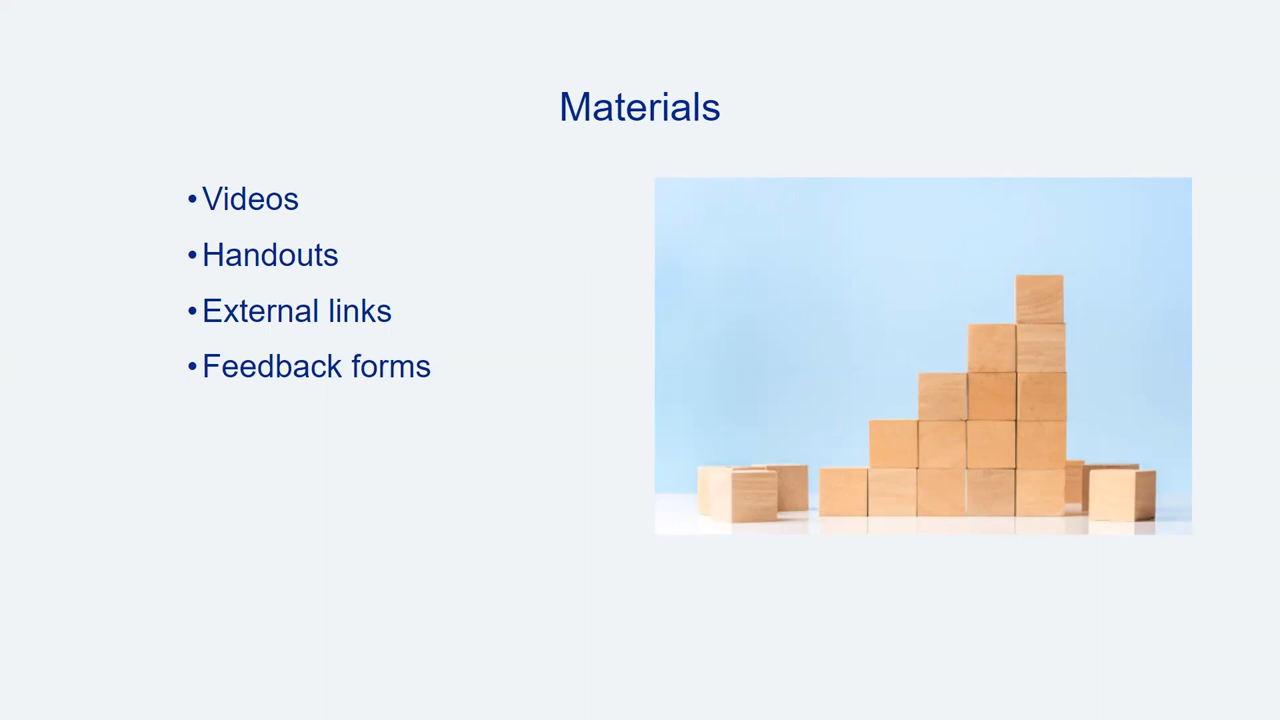 Materials
•Videos
•Handouts
•External links
•Feedback forms